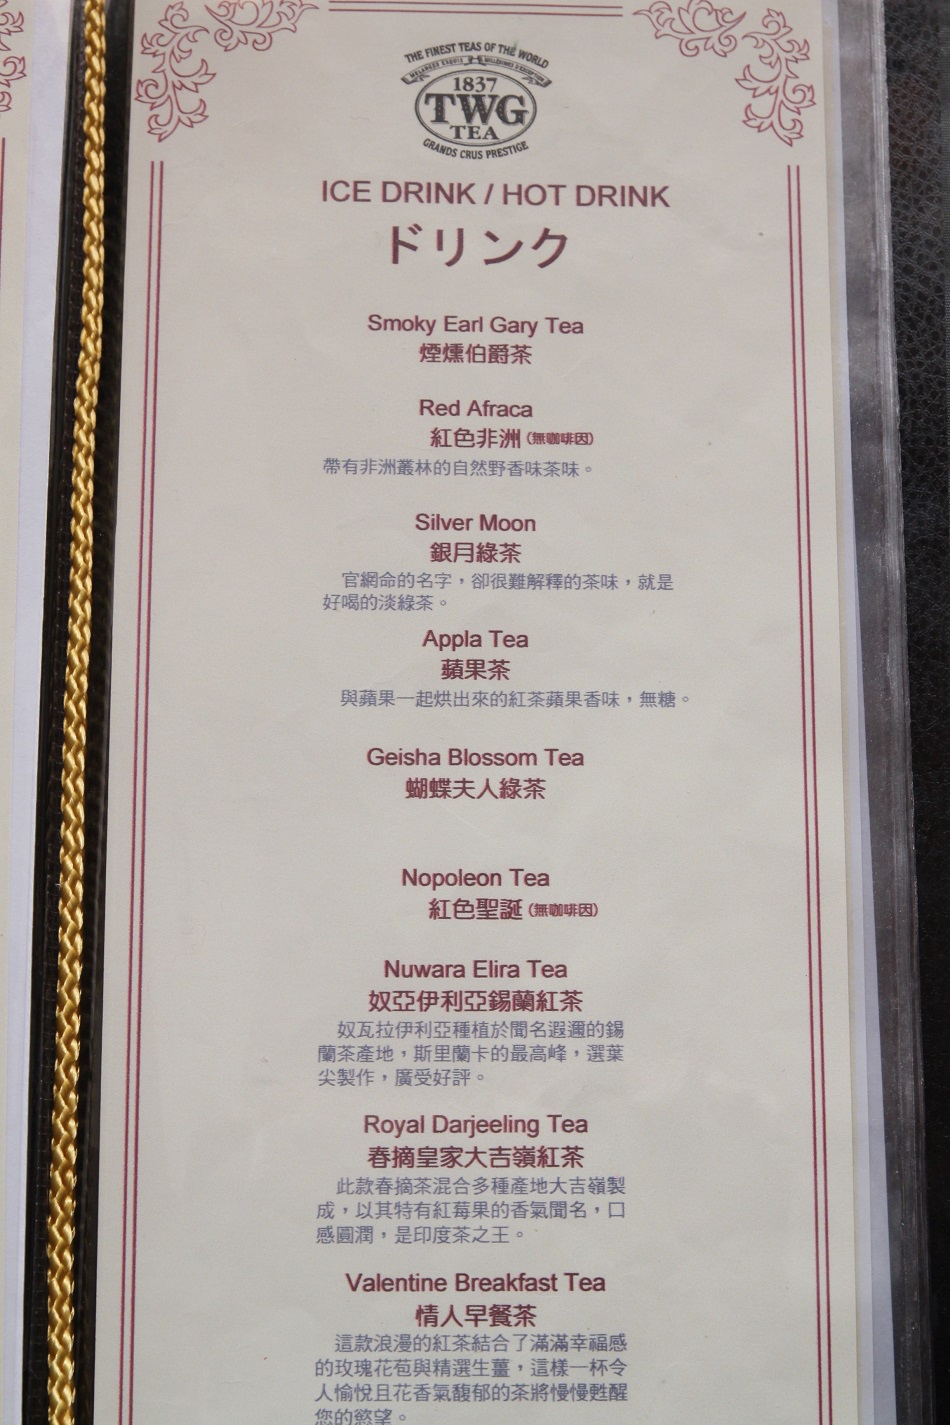 THE FINEST TEAS OF THE WORLD
1837
TWG
TEA
GRANDS CRUS PRESTIGE
ICE DRINK / HOT DRINK
ドリンク
Smoky Earl Gary Tea
煙燻伯爵茶
Red Afraca
紅色非洲 (無咖啡因)
帶有非洲叢林的自然野香味茶味。
Silver Moon
銀月綠茶
官網命的名字，卻很難解釋的茶味，就是
好喝的淡綠茶。
Appla Tea
蘋果茶
與蘋果一起烘出來的紅茶蘋果香味，無糖。
Geisha Blossom Tea
蝴蝶夫人綠茶
Nopoleon Tea
紅色聖誕 (無咖啡因)
Nuwara Elira Tea
奴亞伊利亞錫蘭紅茶
奴瓦拉伊利亞種植於聞名遐邇的錫
蘭茶產地，斯里蘭卡的最高峰，選葉
尖製作，廣受好評。
Royal Darjeeling Tea
春摘皇家大吉嶺紅茶
此款春摘茶混合多種產地大吉嶺製
成，以其特有紅莓果的香氣聞名，口
感圓潤，是印度茶之王。
Valentine Breakfast Tea
情人早餐茶
這款浪漫的紅茶結合了滿滿幸福感
的玫瑰花苞與精選生薑，這樣一杯令
人愉悅且花香氣馥郁的茶將慢慢甦醒
您的慾望。